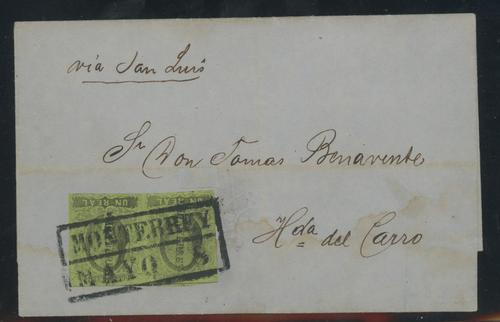 via San Luis
Sr Don Tomas Benavente
Hda del Carro
UN REAL UN REAL
MONTERREY
MAYO